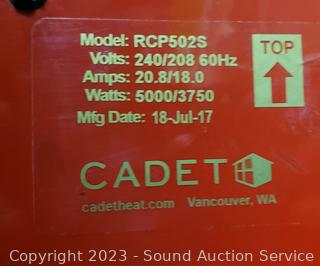 Model: RCP502S
Volts: 240/208 60Hz
Amps: 20.8/18.0
Watts: 5000/3750
Mfg Date: 18-Jul-17
TOP
CADET
cadetheat.com Vancouver, WA
Copyright 2023 - Sound Auction Service